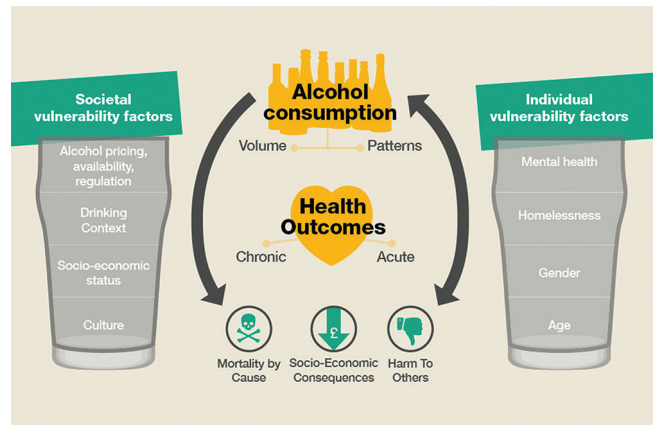 Societal
vulnerability factors
Alcohol pricing,
availability,
regulation
Drinking
Context
Socio-economic
status
Culture
Alcohol
consumption
Volume
Patterns
Health
Outcomes
Chronic
Acute
£
Mortality by
Cause
Socio-Economic
Consequences
Harm To
Others
Individual
vulnerability factors
Mental health
Homelessness
Gender
Age